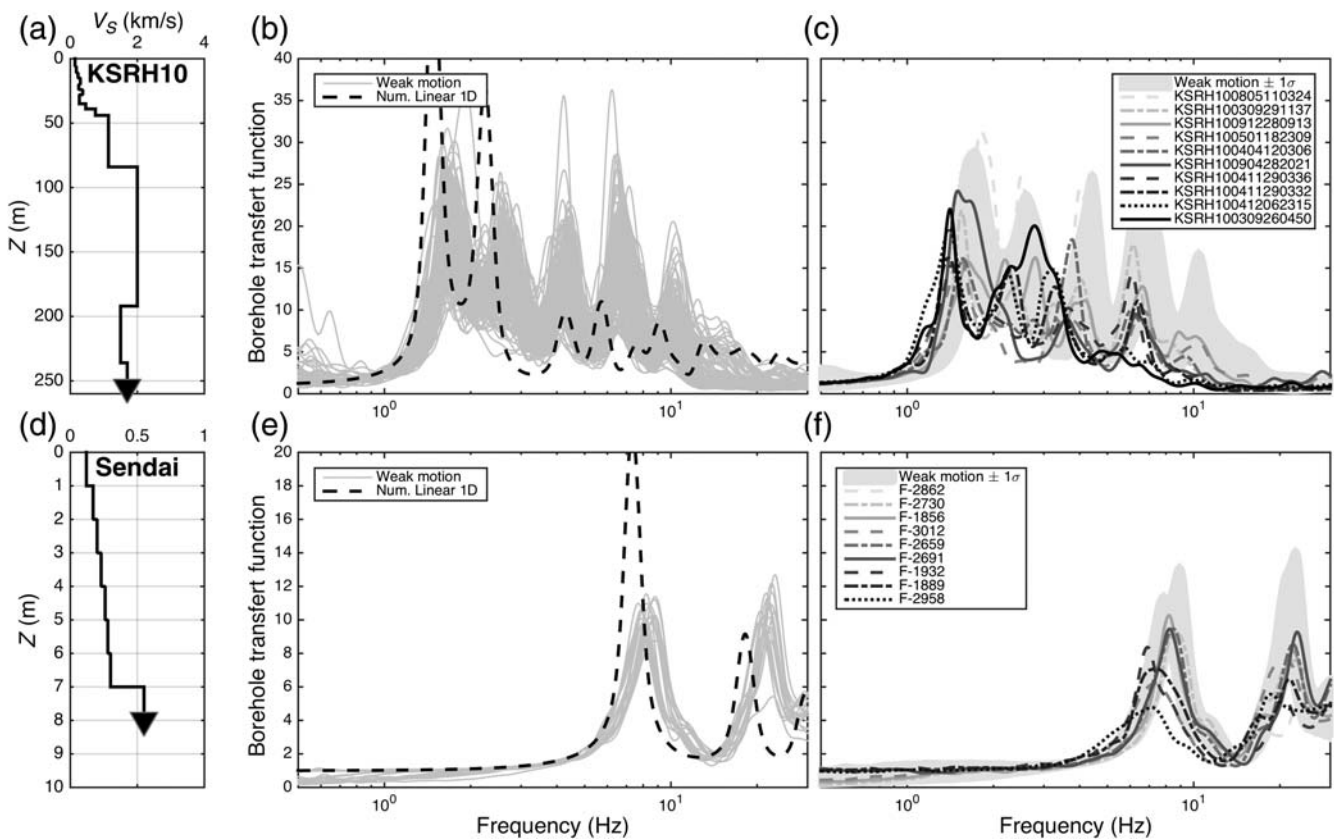 (a)
V_S (km/s)
0 2 4
KSRH10
0
50
100
150
200
250
Z (m)
(b)
Weak motion
Num. Linear 1D
40
35
30
25
20
15
10
5
0
Borehole transfert function
10^0 10^1
(c)
Weak motion ± 1σ
KSRH100805110324
KSRH100309291137
KSRH100912280913
KSRH100501182309
KSRH100404120306
KSRH100904282021
KSRH100411290336
KSRH100411290332
KSRH100412062315
KSRH100309260450
10^0 10^1
(d)
0 0.5 1
Sendai
0
1
2
3
4
5
6
7
8
9
10
Z (m)
(e)
Weak motion
Num. Linear 1D
20
18
16
14
12
10
8
6
4
2
0
Borehole transfert function
10^0 10^1
Frequency (Hz)
(f)
Weak motion ± 1σ
F-2862
F-2730
F-1856
F-3012
F-2659
F-2691
F-1932
F-1889
F-2958
10^0 10^1
Frequency (Hz)